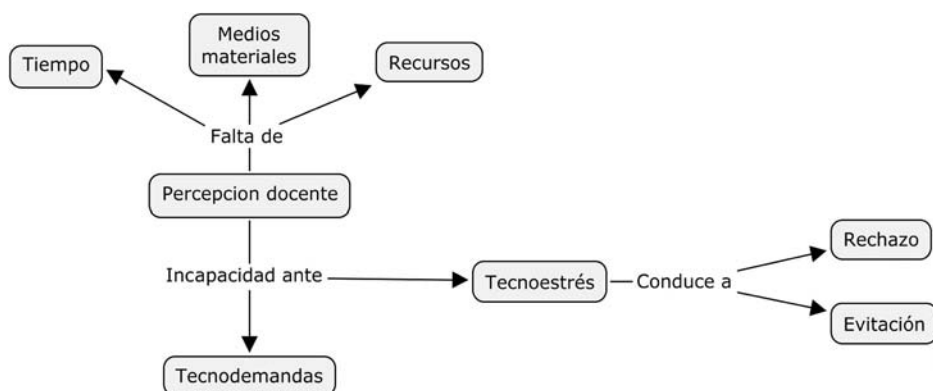 Medios
materiales
Tiempo
Recursos
Falta de
Percepcion docente
Incapacidad ante
Tecnoestrés
Conduce a
Rechazo
Evitación
Tecnodemandas